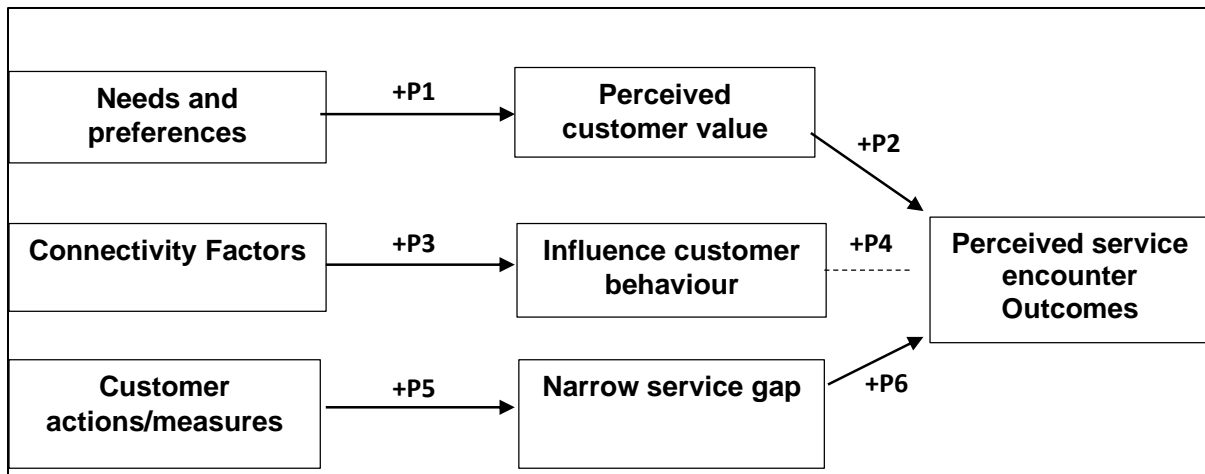 Needs and
preferences
+P1
Perceived
customer value
+P2
Connectivity Factors
+P3
Influence customer
behaviour
+P4
Perceived service
encounter
Outcomes
Customer
actions/measures
+P5
Narrow service gap
+P6